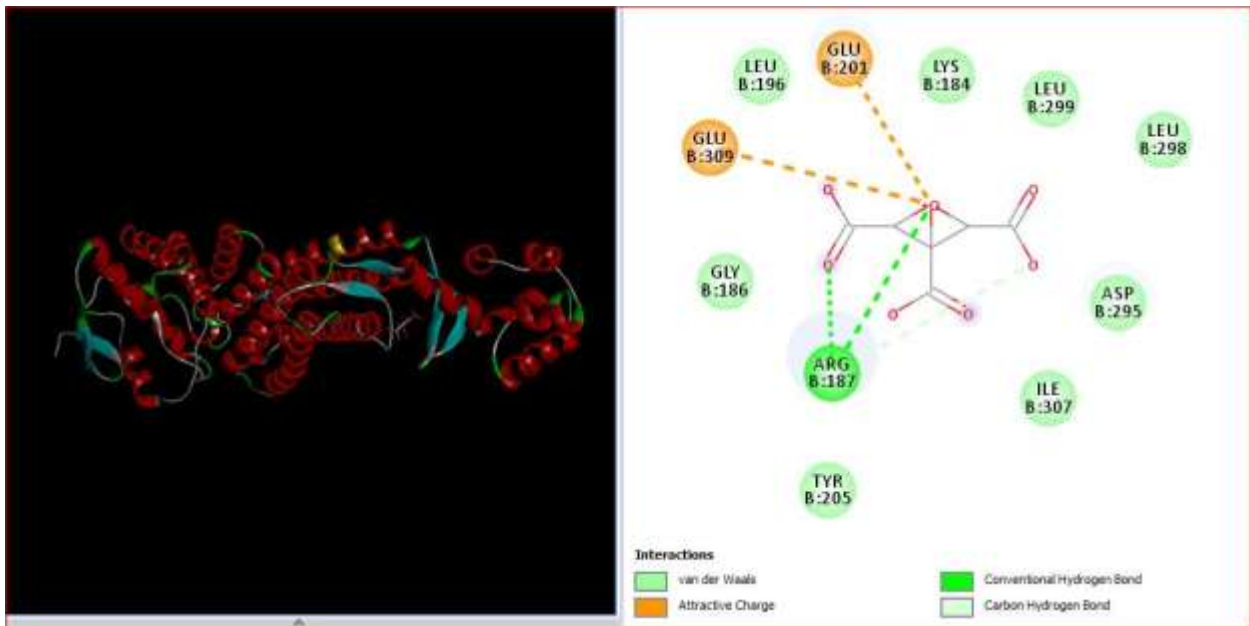 LEU
B:196
GLU
B:201
LYS
B:184
LEU
B:299
LEU
B:298
GLU
B:309
O
O
O
O
O
GLY
B:186
O
O
ASP
B:295
ARG
B:187
ILE
B:307
TYR
B:205
Interactions
van der Waals
Conventional Hydrogen Bond
Attractive Charge
Carbon Hydrogen Bond